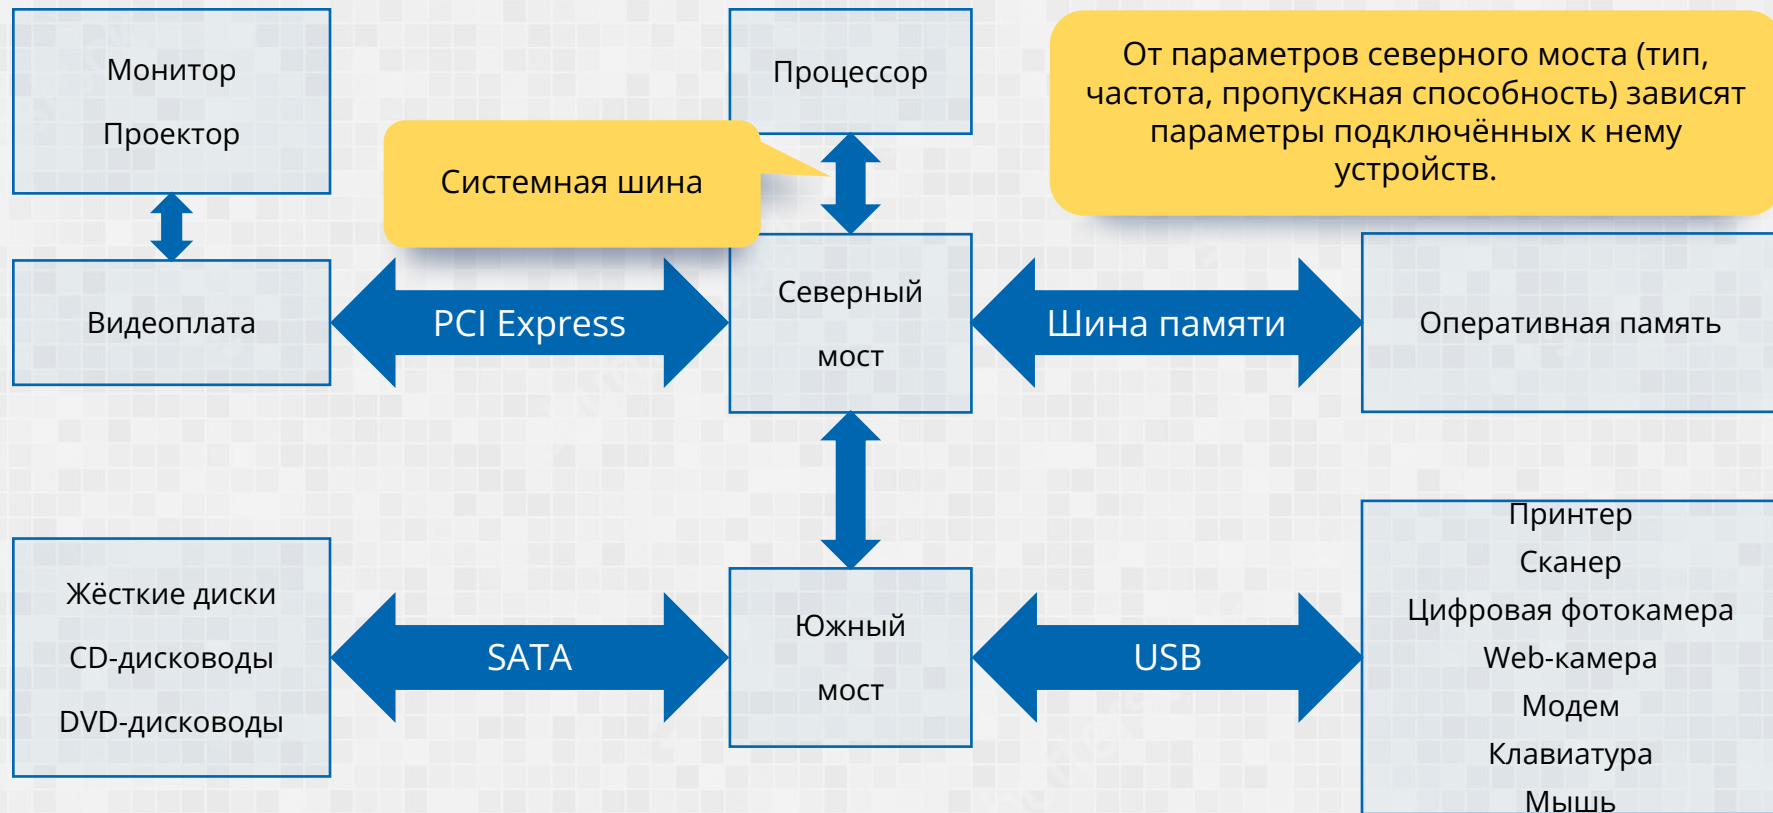 Монитор
Проектор
Процессор
От параметров северного моста (тип,
частота, пропускная способность) зависят
параметры подключённых к нему
устройств.
Системная шина
Видеоплата
PCI Express
Северный
мост
Шина памяти
Оперативная память
Жёсткие диски
CD-дисководы
DVD-дисководы
SATA
Южный
мост
USB
Принтер
Сканер
Цифровая фотокамера
Web-камера
Модем
Клавиатура
Мышь